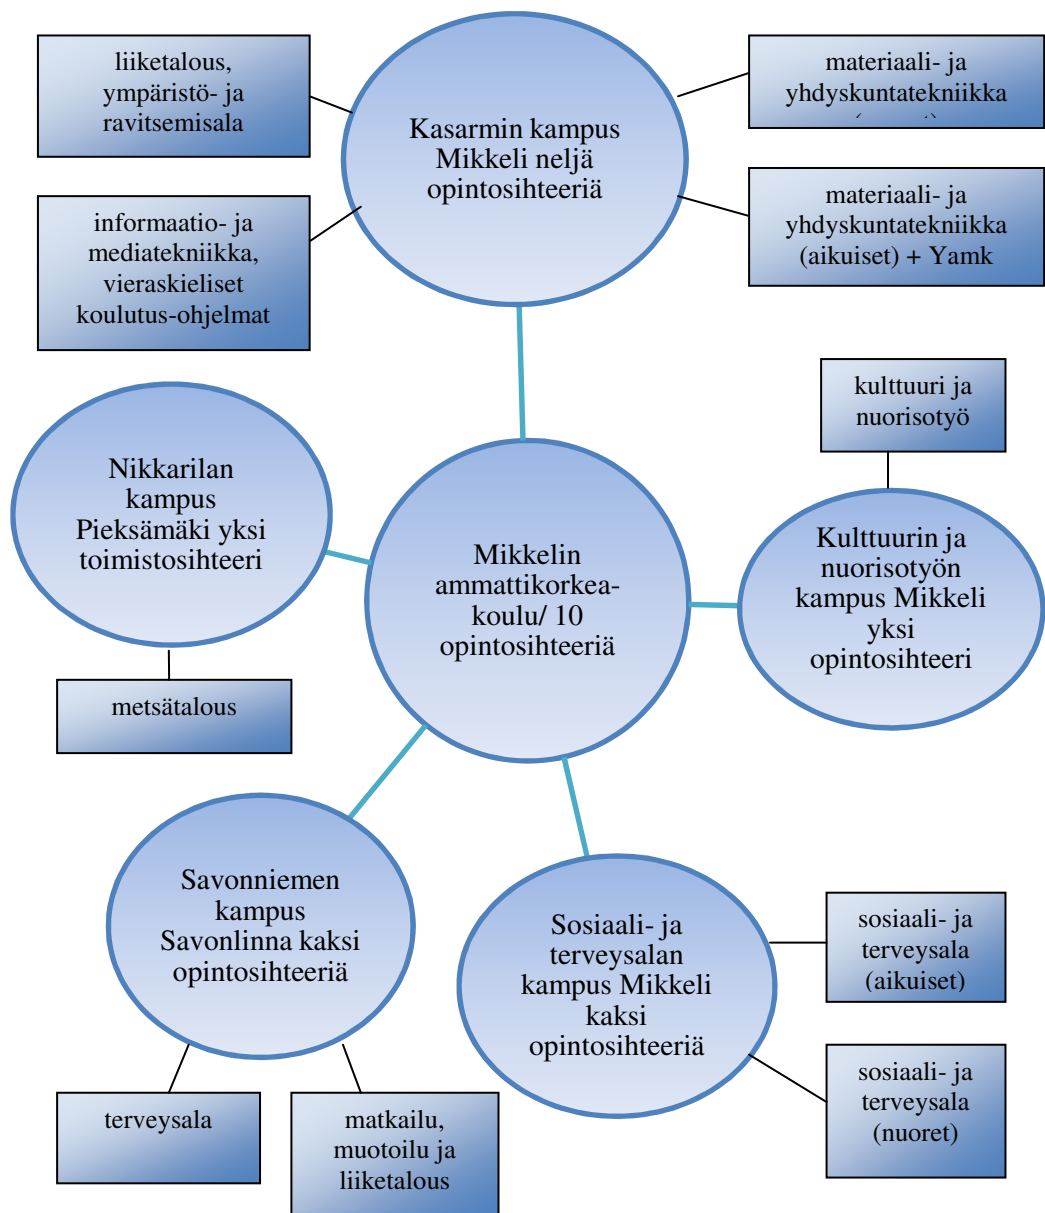 liiketalous,
ympäristö- ja
ravitsemisala
Kasarmin kampus
Mikkeli neljä
opintosihteeriä
materiaali- ja
yhdyskuntatekniikka
informaatio- ja
mediatekniikka,
vieraskieliset
koulutus-ohjelmat
materiaali- ja
yhdyskuntatekniikka
(aikuiset) + Yamk
kulttuuri ja
nuorisotyö
Nikkarilan
kampus
Pieksämäki yksi
toimistosihteeri
Mikkelin
ammattikorkea-
koulu/ 10
opintosihteeriä
Kulttuurin ja
nuorisotyön
kampus Mikkeli
yksi
opintosihteeri
metsätalous
Savonniemen
kampus
Savonlinna kaksi
opintosihteeriä
Sosiaali- ja
terveysalan
kampus Mikkeli
kaksi
opintosihteeriä
sosiaali- ja
terveysala
(aikuiset)
sosiaali- ja
terveysala
(nuoret)
terveysala
matkailu,
muotoilu ja
liiketalous